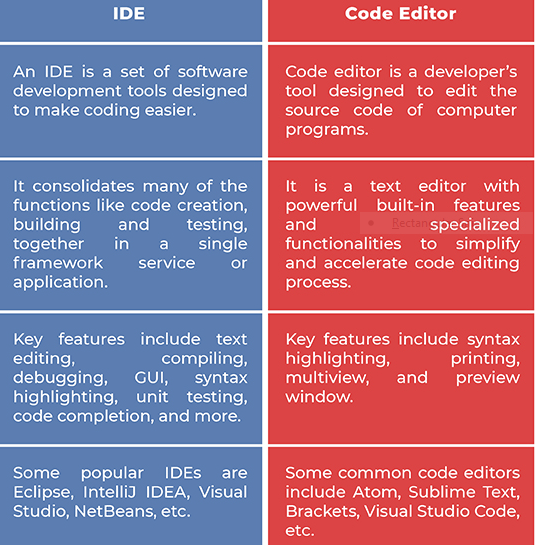 IDE
Code Editor
An IDE is a set of software
development tools designed
to make coding easier.
Code editor is a developer's
tool designed to edit the
source code of computer
programs.
It consolidates many of the
functions like code creation,
building and testing,
together in a single
framework service or
application.
It is a text editor with
powerful built-in features
and specialized
functionalities to simplify
and accelerate code editing
process.
Key features include text
editing, compiling,
debugging, GUI, syntax
highlighting, unit testing,
code completion, and more.
Key features include syntax
highlighting, printing,
multiview, and preview
window.
Some popular IDEs are
Eclipse, IntelliJ IDEA, Visual
Studio, NetBeans, etc.
Some common code editors
include Atom, Sublime Text,
Brackets, Visual Studio Code,
etc.